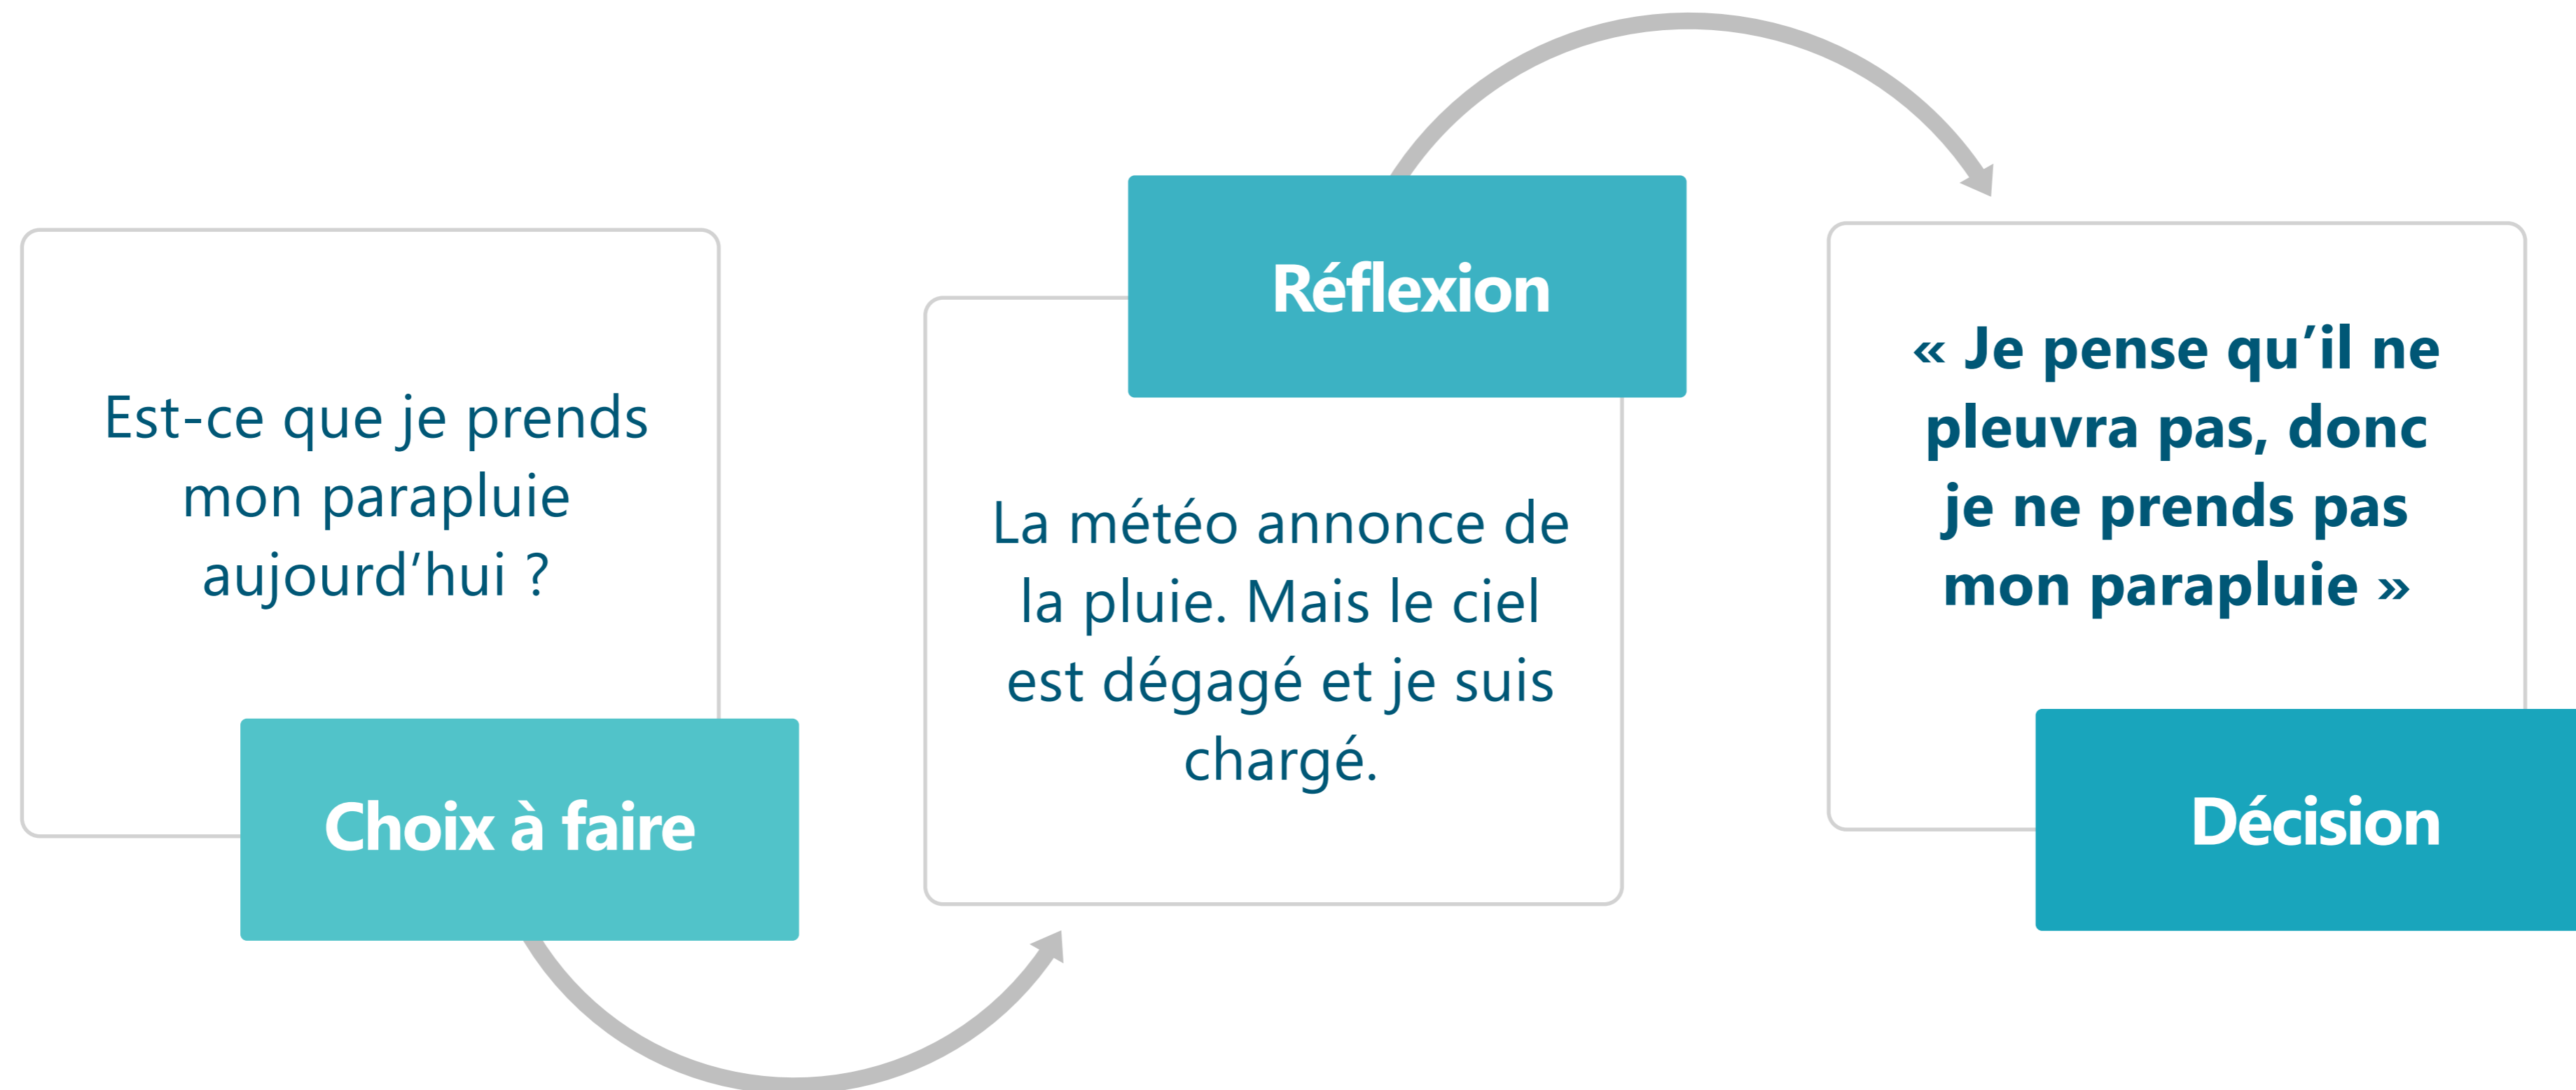 Est-ce que je prends
mon parapluie
aujourd’hui ?
Choix à faire
Réflexion
La météo annonce de
la pluie. Mais le ciel
est dégagé et je suis
chargé.
« Je pense qu’il ne
pleuvra pas, donc
je ne prends pas
mon parapluie »
Décision